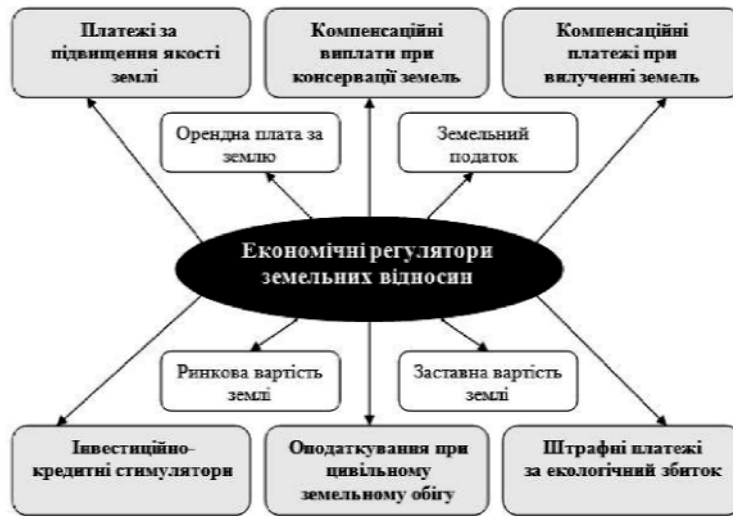 Платежі за
підвищення якості
землі
Компенсаційні
виплати при
консервації земель
Компенсаційні
платежі при
вилученні земель
Орендна плата за
землю
Земельний
податок
Економічні регулятори
земельних відносин
Ринкова вартість
землі
Заставна вартість
землі
Інвестиційно-
кредитні стимулятори
Оподаткування при
цивільному
земельному обігу
Штрафні платежі
за екологічний збиток